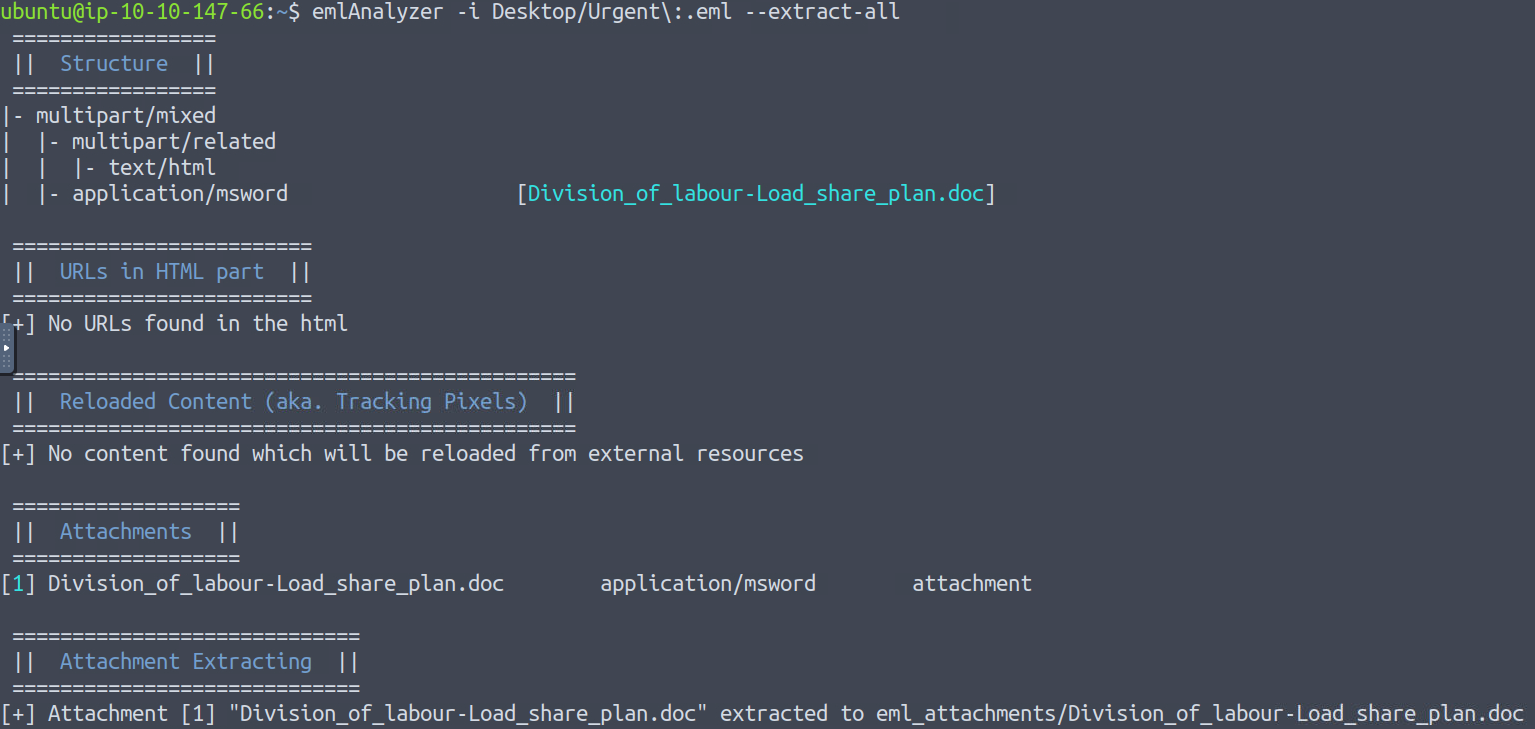 ubuntu@ip-10-10-147-66:~$ emlAnalyzer -i Desktop/Urgent\:.eml --extract-all
=================
||  Structure  ||
=================
|- multipart/mixed
|  |- multipart/related
|  |  |- text/html
|  |- application/msword                   [Division_of_labour-Load_share_plan.doc]
=========================
||  URLs in HTML part  ||
=========================
[+] No URLs found in the html
===============================================
||  Reloaded Content (aka. Tracking Pixels)  ||
===============================================
[+] No content found which will be reloaded from external resources
===================
||  Attachments  ||
===================
[1] Division_of_labour-Load_share_plan.doc        application/msword        attachment
=============================
||  Attachment Extracting  ||
=============================
[+] Attachment [1] "Division_of_labour-Load_share_plan.doc" extracted to eml_attachments/Division_of_labour-Load_share_plan.doc